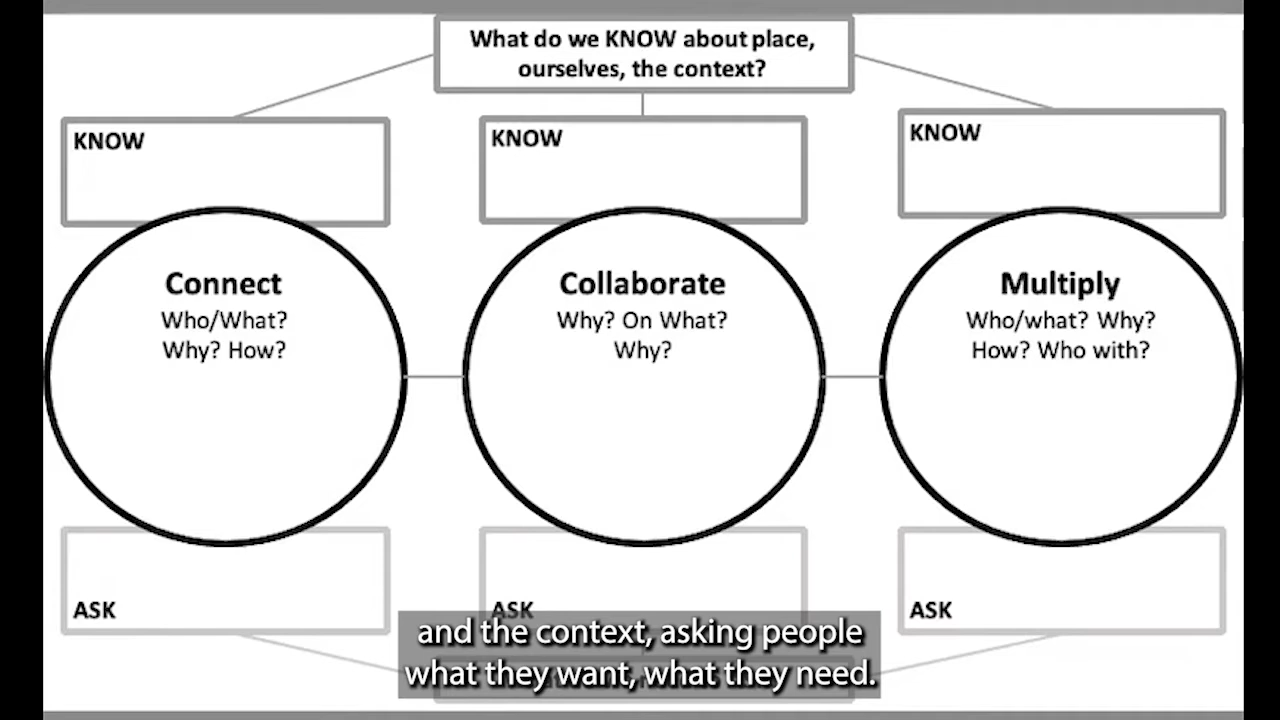 What do we KNOW about place,
ourselves, the context?
KNOW
KNOW
KNOW
Connect
Who/What?
Why? How?
Collaborate
Why? On What?
Why?
Multiply
Who/what? Why?
How? Who with?
ASK
ASK
ASK
and the context, asking people
what they want, what they need.